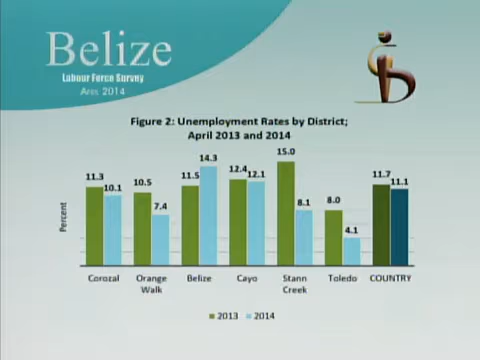 Belize
Labour Force Survey
April 2014
Figure 2: Unemployment Rates by District;
April 2013 and 2014
Percent
11.3 10.1 10.5 7.4 11.5 14.3 12.4 12.1 15.0 8.1 8.0 4.1 11.7 11.1
Corozal Orange Walk Belize Cayo Stann Creek Toledo COUNTRY
2013 2014